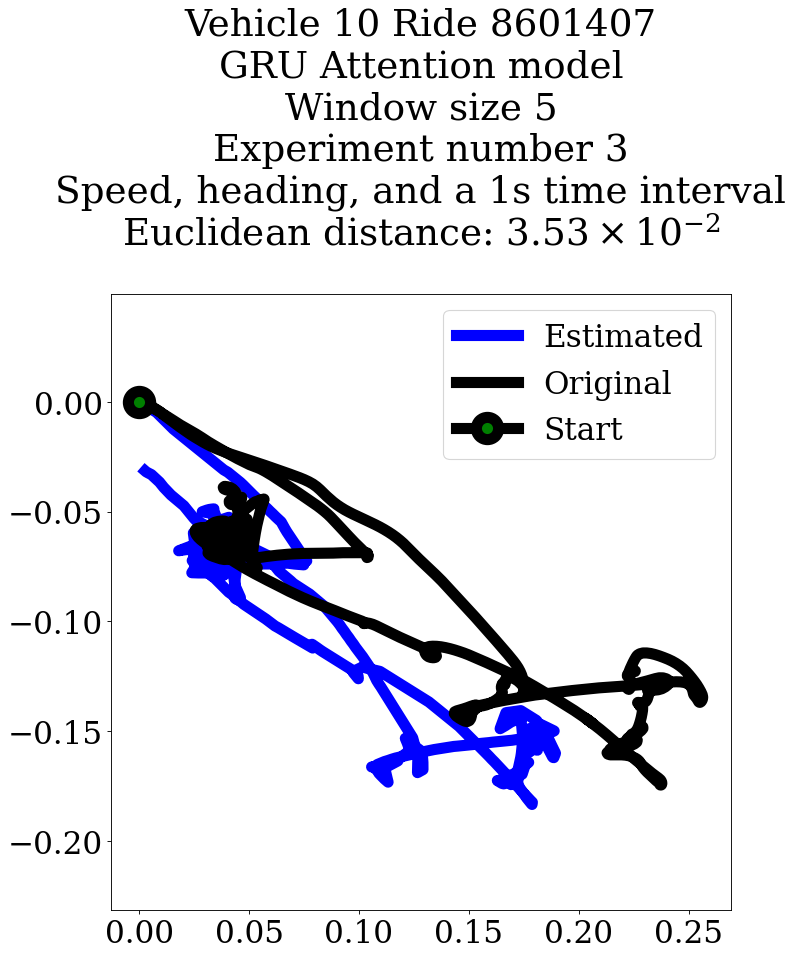 Vehicle 10 Ride 8601407
GRU Attention model
Window size 5
Experiment number 3
Speed, heading, and a 1s time interval
Euclidean distance: 3.53 × 10⁻²
Estimated
Original
Start
0.00
−0.05
−0.10
−0.15
−0.20
0.00 0.05 0.10 0.15 0.20 0.25